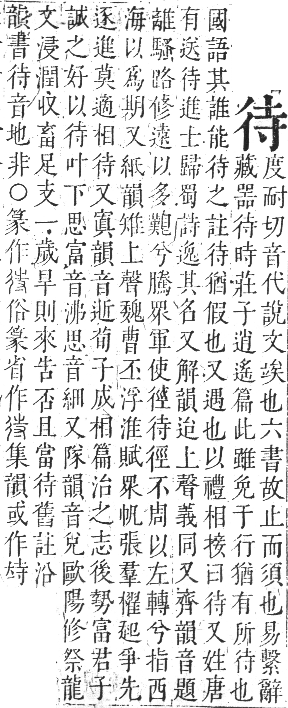 待
度耐切音代說文竢也六書故止而須也易繫辭
藏器待時莊子逍遙篇此雖免于行猶有所待也
國語其誰能待之註待猶假也又遇也以禮相接曰待又姓唐
有送待進士歸蜀詩逸其名又解韻迨上聲義同又齊韻音題
離騷路修遠以多艱兮騰眾軍使徑待徑不周以左轉兮指西
海以為期又紙韻雉上聲魏曹丕浮淮賦眾帆張羣櫂起爭先
逐進莫適相待又寘韻音逝荀子成相篇治之志後勢富君子
誠之好以待叶下思富音沸思音細又隊韻音兌歐陽修祭龍
文浸潤收畜足支一歲旱則來告否且當待舊註沿
韻書待音地非○篆作𢓊俗篆省作𢓊集韻或作㣥